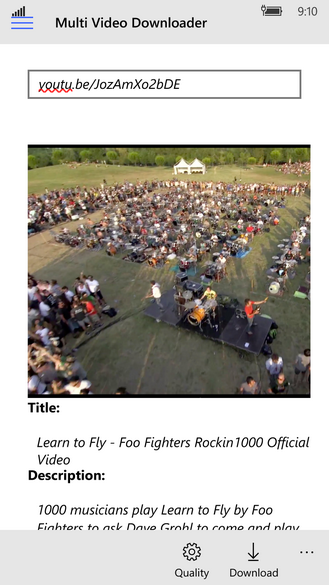 9:10
Multi Video Downloader
youtu.be/JozAmXo2bDE
Title:
Learn to Fly - Foo Fighters Rockin1000 Official
Video
Description:
1000 musicians play Learn to Fly by Foo
Fighters to ask Dave Grohl to come and play
Quality
Download